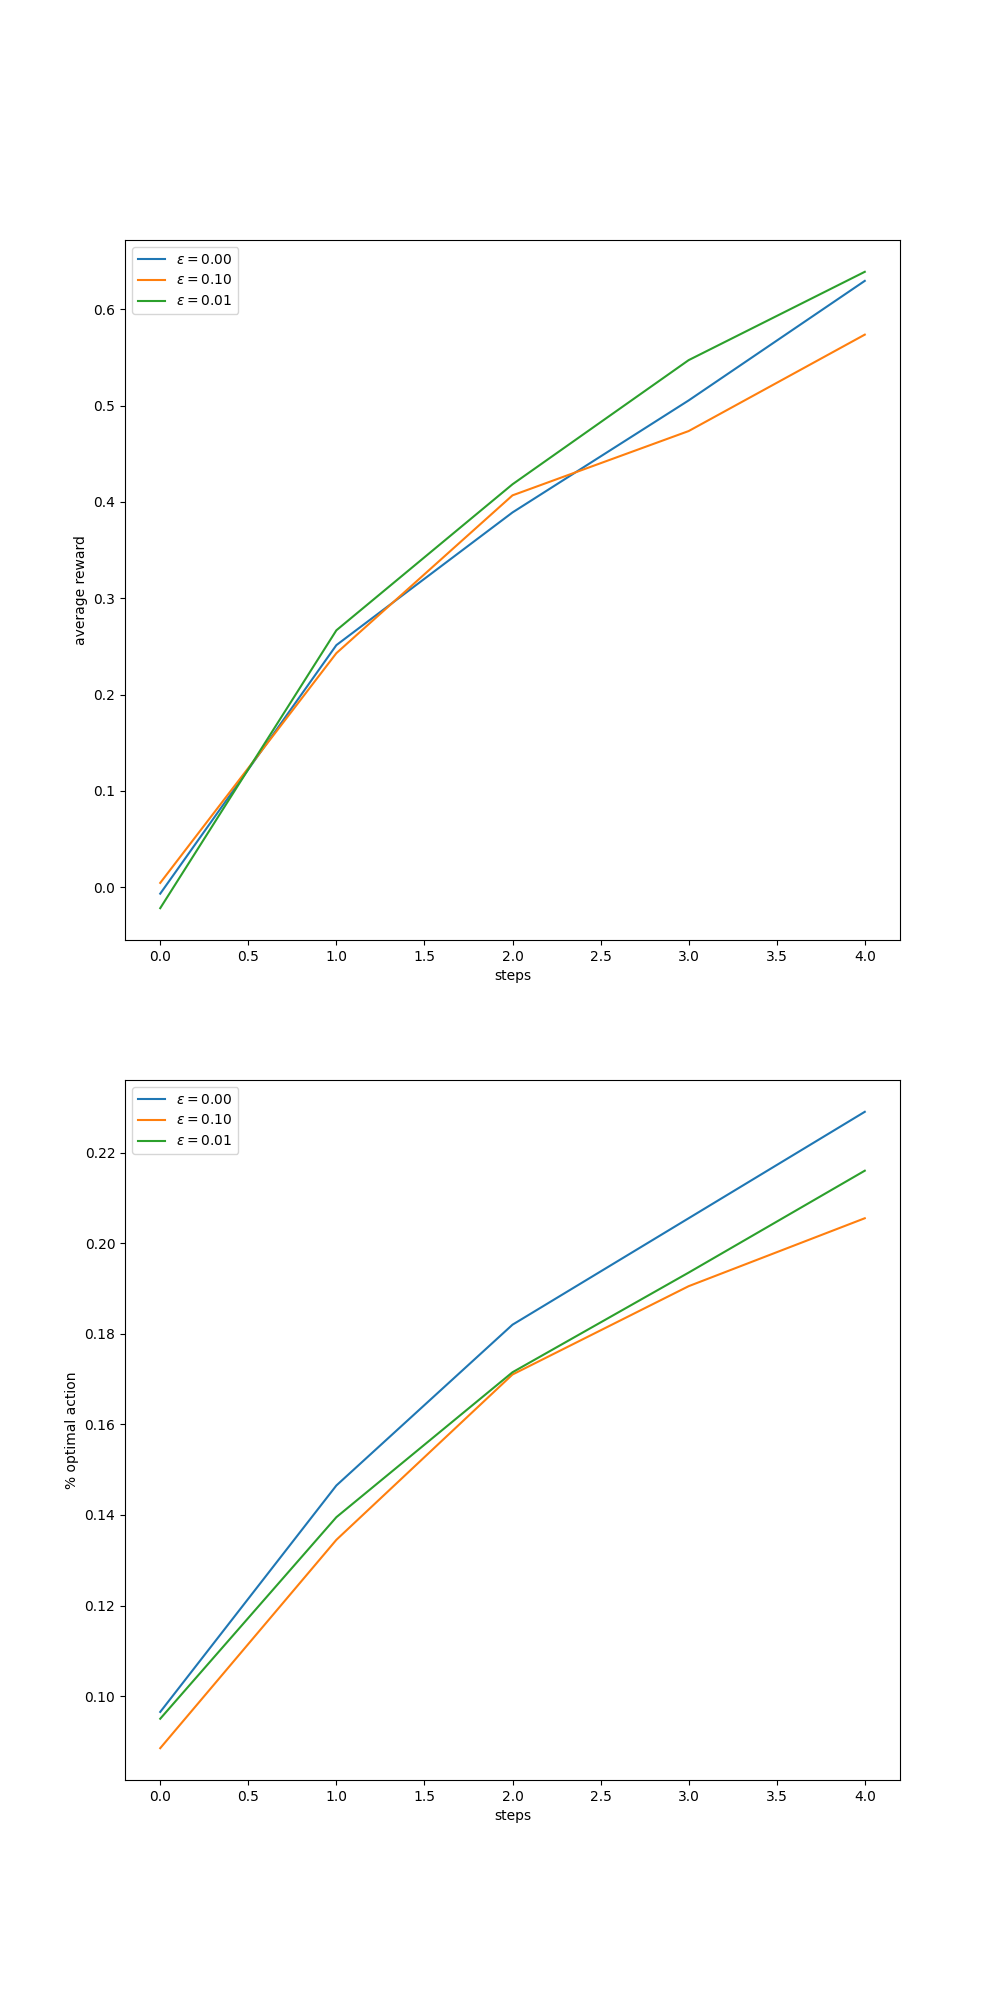 ε = 0.00
ε = 0.10
ε = 0.01
0.6
0.5
0.4
0.3
0.2
0.1
0.0
average reward
0.0 0.5 1.0 1.5 2.0 2.5 3.0 3.5 4.0
steps
ε = 0.00
ε = 0.10
ε = 0.01
0.22
0.20
0.18
0.16
0.14
0.12
0.10
% optimal action
0.0 0.5 1.0 1.5 2.0 2.5 3.0 3.5 4.0
steps